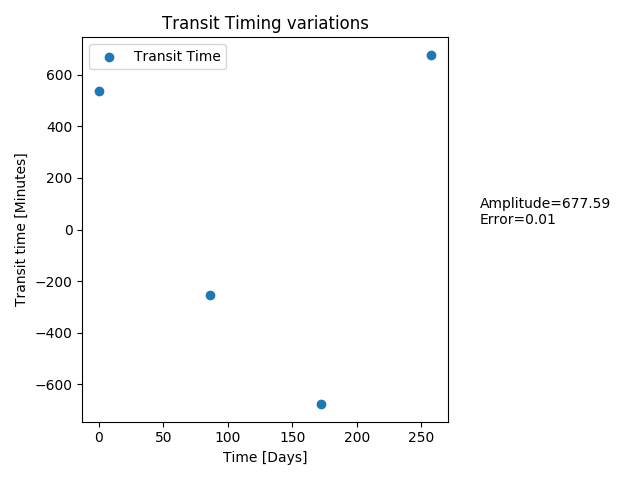 Transit Timing variations
Transit Time
600
400
200
0
−200
−400
−600
Transit time [Minutes]
Amplitude=677.59
Error=0.01
0 50 100 150 200 250
Time [Days]